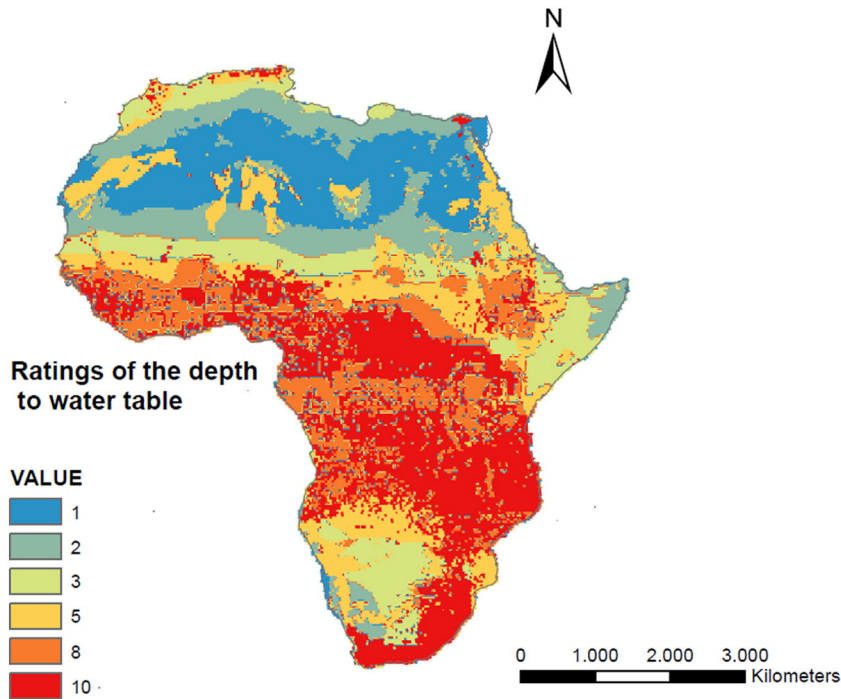 N
Ratings of the depth
to water table
VALUE
1
2
3
5
8
10
0 1.000 2.000 3.000
Kilometers